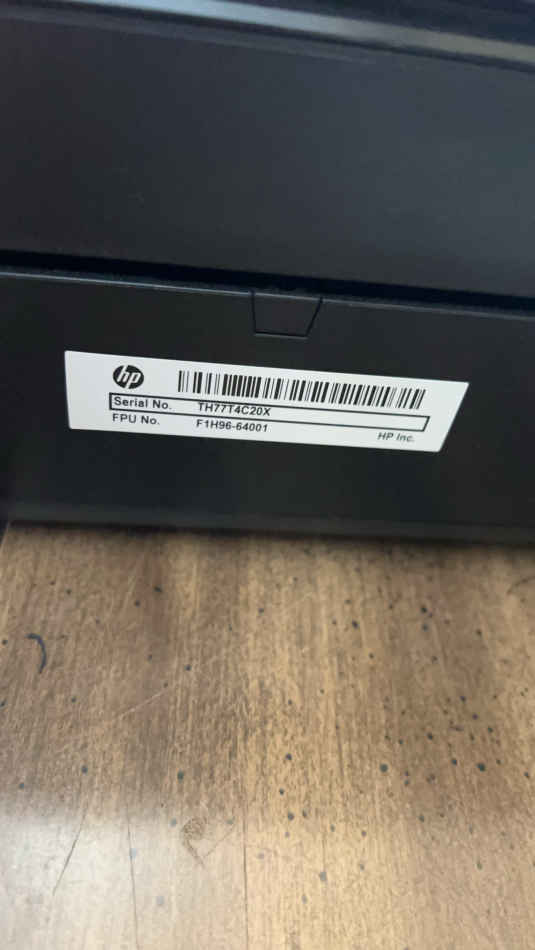 hp
Serial No. TH77T4C20X
FPU No. F1H96-64001
HP Inc.